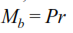 M_b = Pr